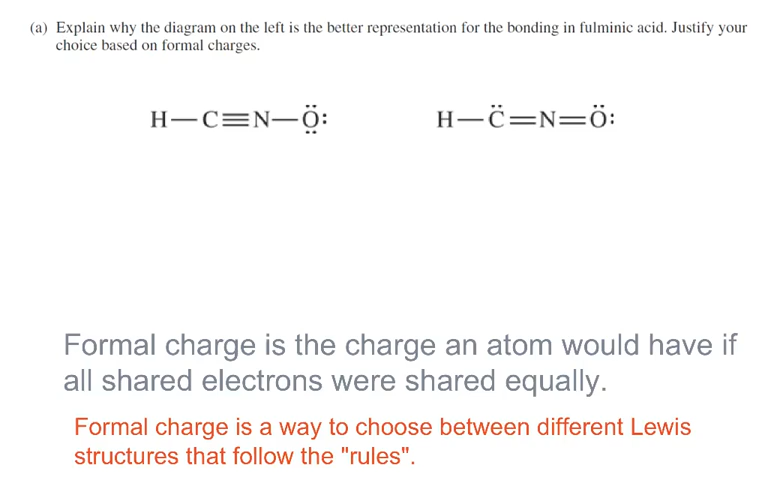 (a) Explain why the diagram on the left is the better representation for the bonding in fulminic acid. Justify your
choice based on formal charges.
H—C≡N—Ö̤: H—C̈=N=Ö:
Formal charge is the charge an atom would have if
all shared electrons were shared equally.
Formal charge is a way to choose between different Lewis
structures that follow the "rules".